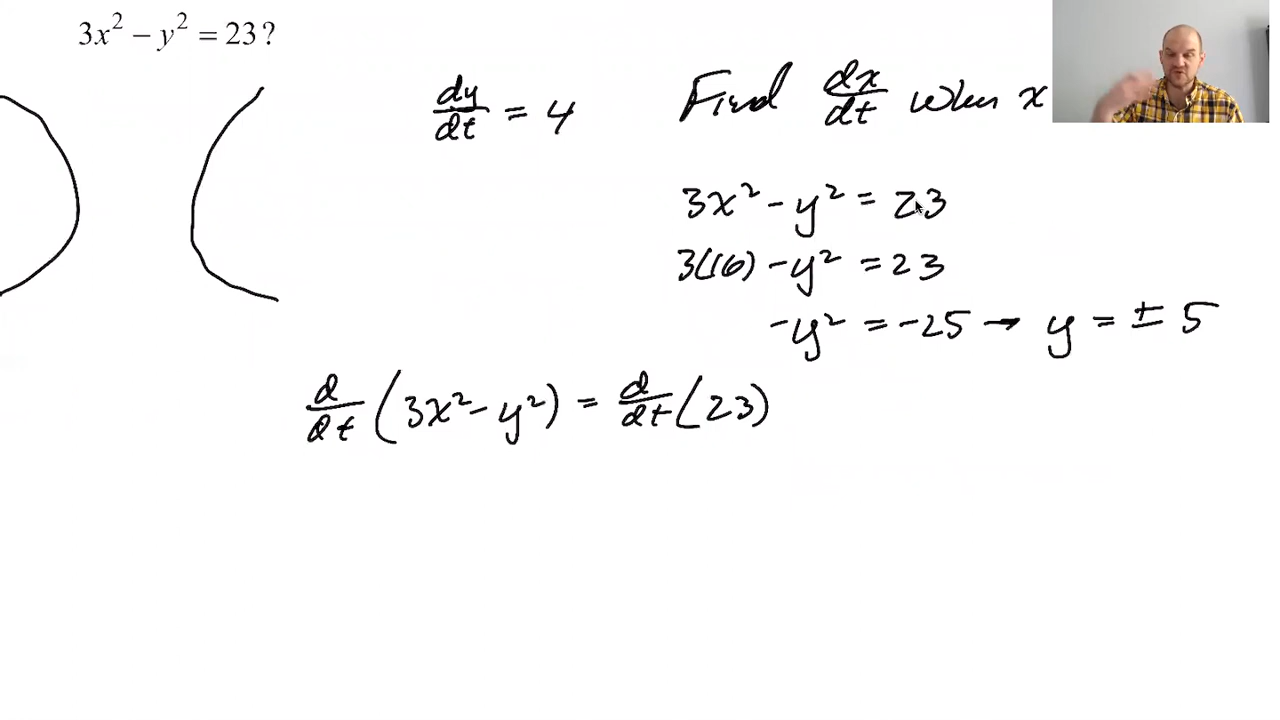 3x² − y² = 23?
dy/dt = 4
Find dx/dt when x
3x² − y² = 23
3(16) − y² = 23
−y² = −25 → y = ± 5
d/dt (3x² − y²) = d/dt (23)